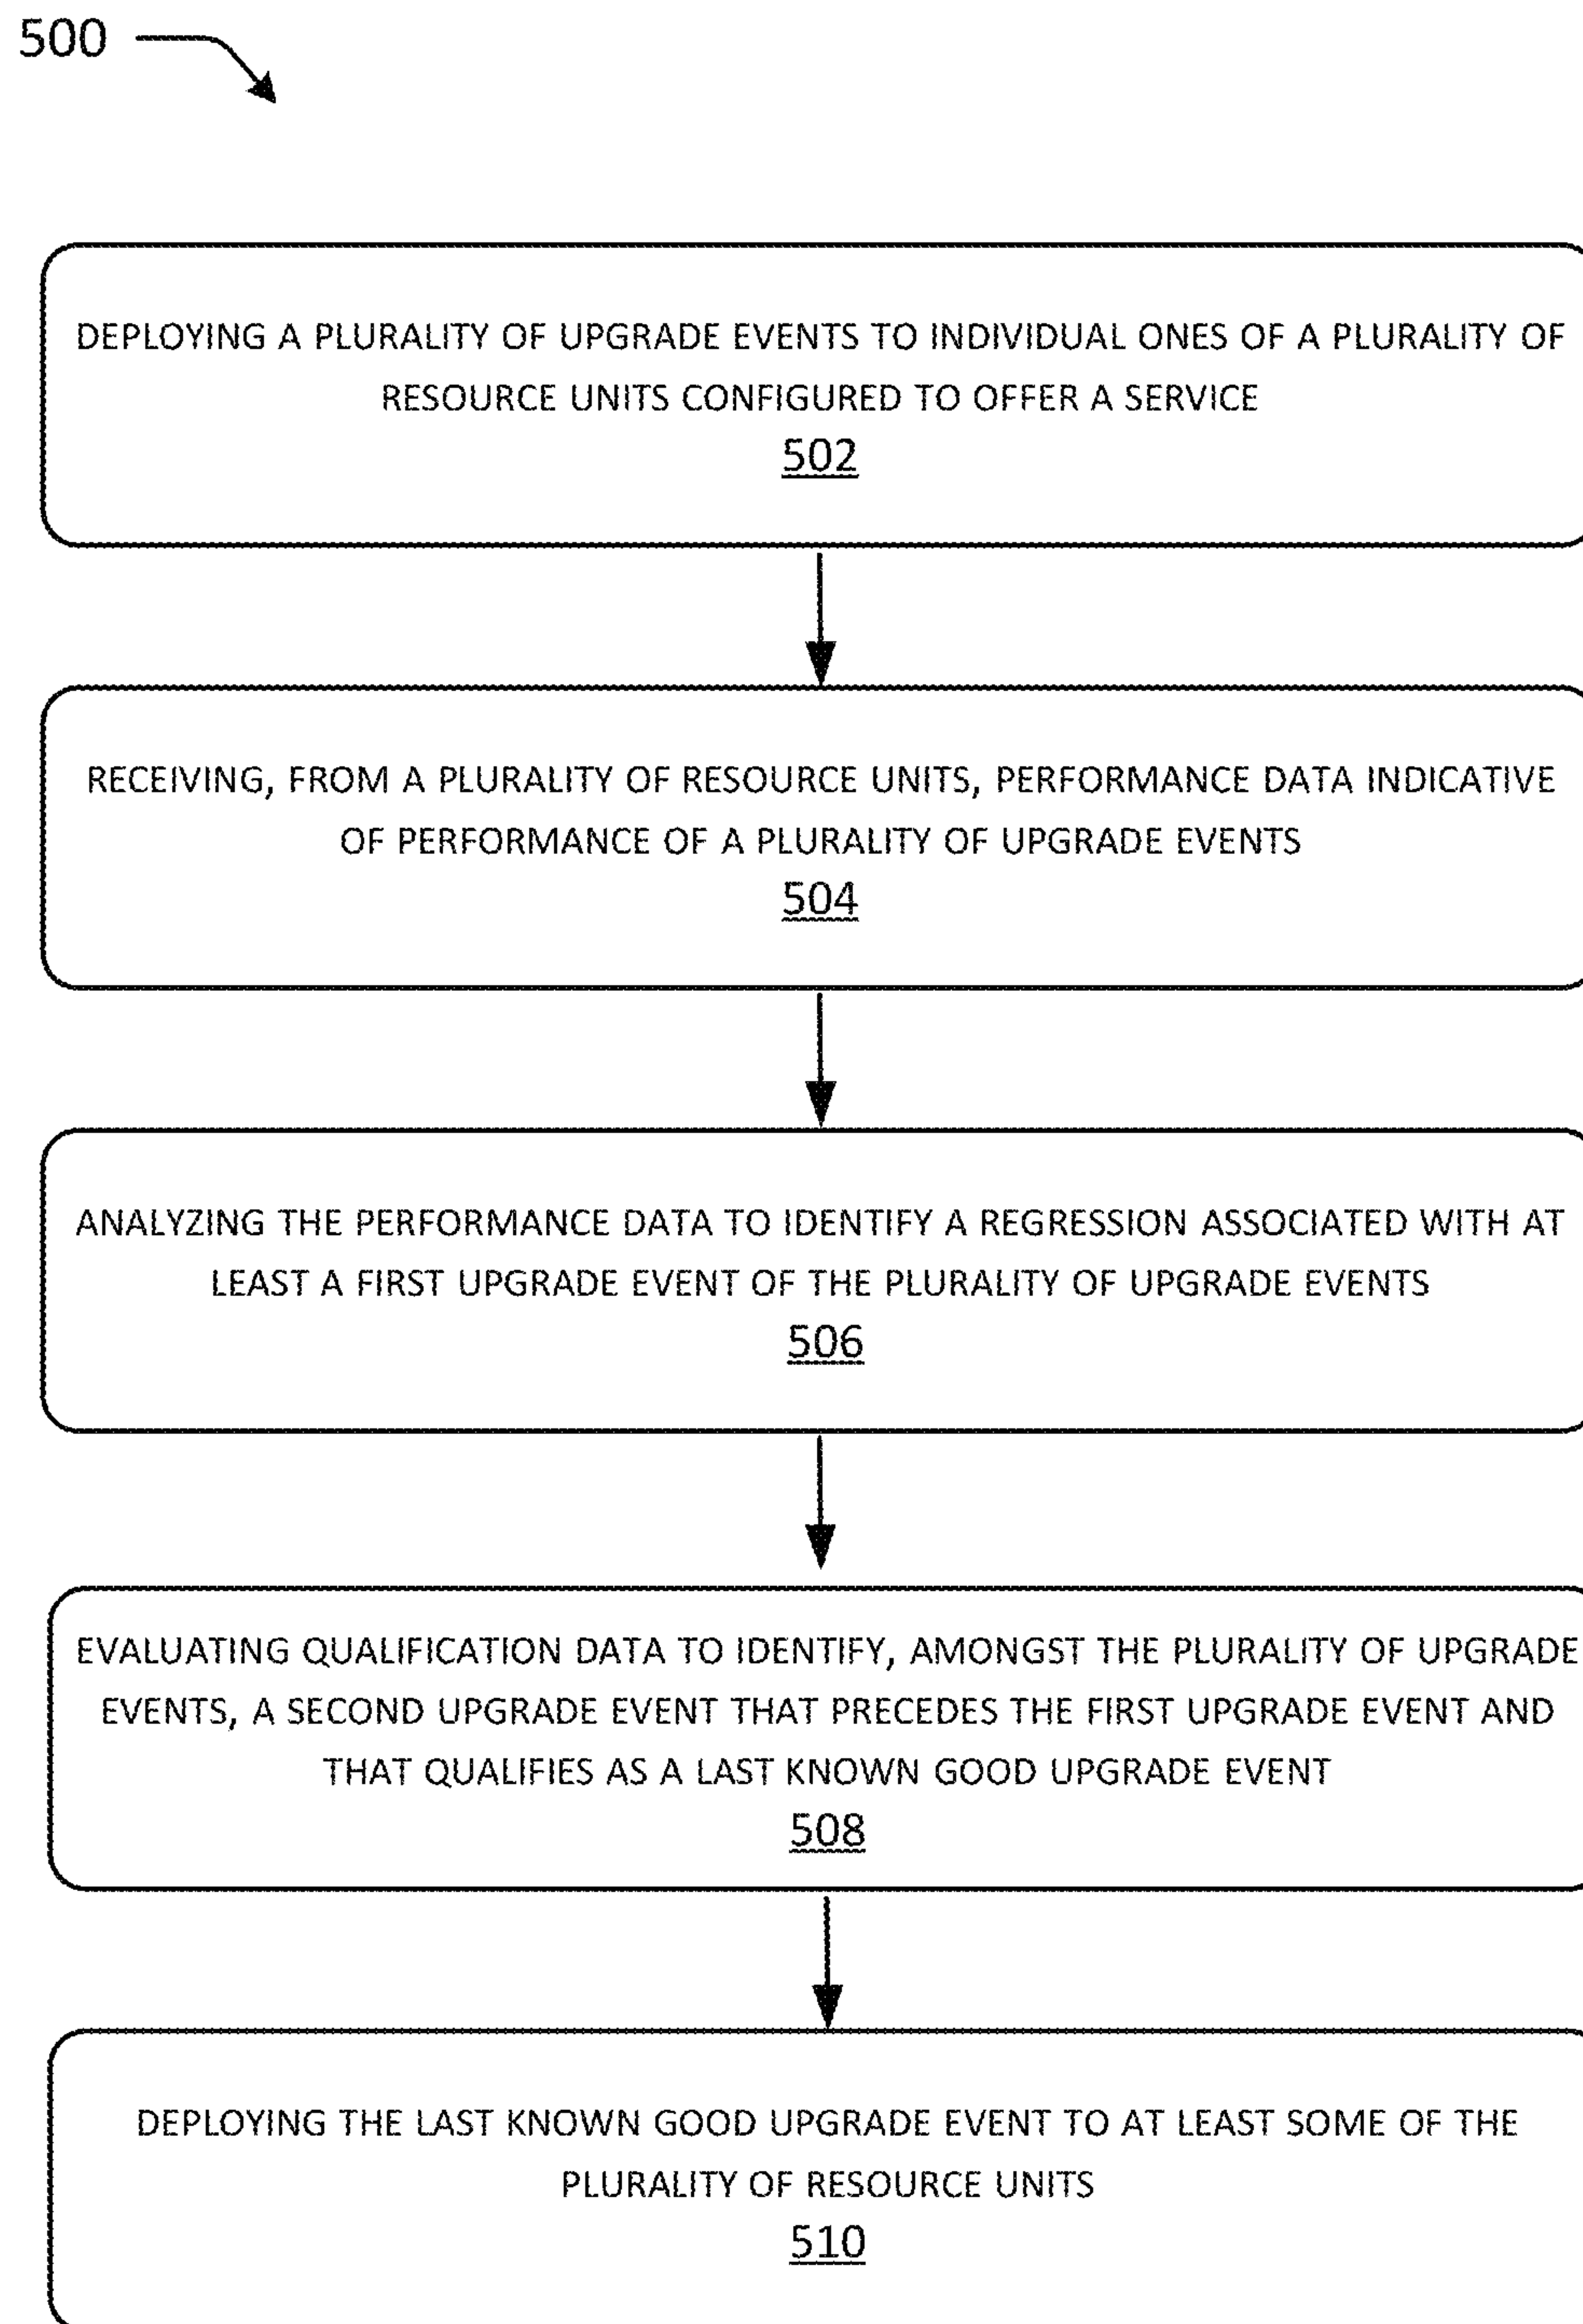 500
DEPLOYING A PLURALITY OF UPGRADE EVENTS TO INDIVIDUAL ONES OF A PLURALITY OF
RESOURCE UNITS CONFIGURED TO OFFER A SERVICE
502
RECEIVING, FROM A PLURALITY OF RESOURCE UNITS, PERFORMANCE DATA INDICATIVE
OF PERFORMANCE OF A PLURALITY OF UPGRADE EVENTS
504
ANALYZING THE PERFORMANCE DATA TO IDENTIFY A REGRESSION ASSOCIATED WITH AT
LEAST A FIRST UPGRADE EVENT OF THE PLURALITY OF UPGRADE EVENTS
506
EVALUATING QUALIFICATION DATA TO IDENTIFY, AMONGST THE PLURALITY OF UPGRADE
EVENTS, A SECOND UPGRADE EVENT THAT PRECEDES THE FIRST UPGRADE EVENT AND
THAT QUALIFIES AS A LAST KNOWN GOOD UPGRADE EVENT
508
DEPLOYING THE LAST KNOWN GOOD UPGRADE EVENT TO AT LEAST SOME OF THE
PLURALITY OF RESOURCE UNITS
510